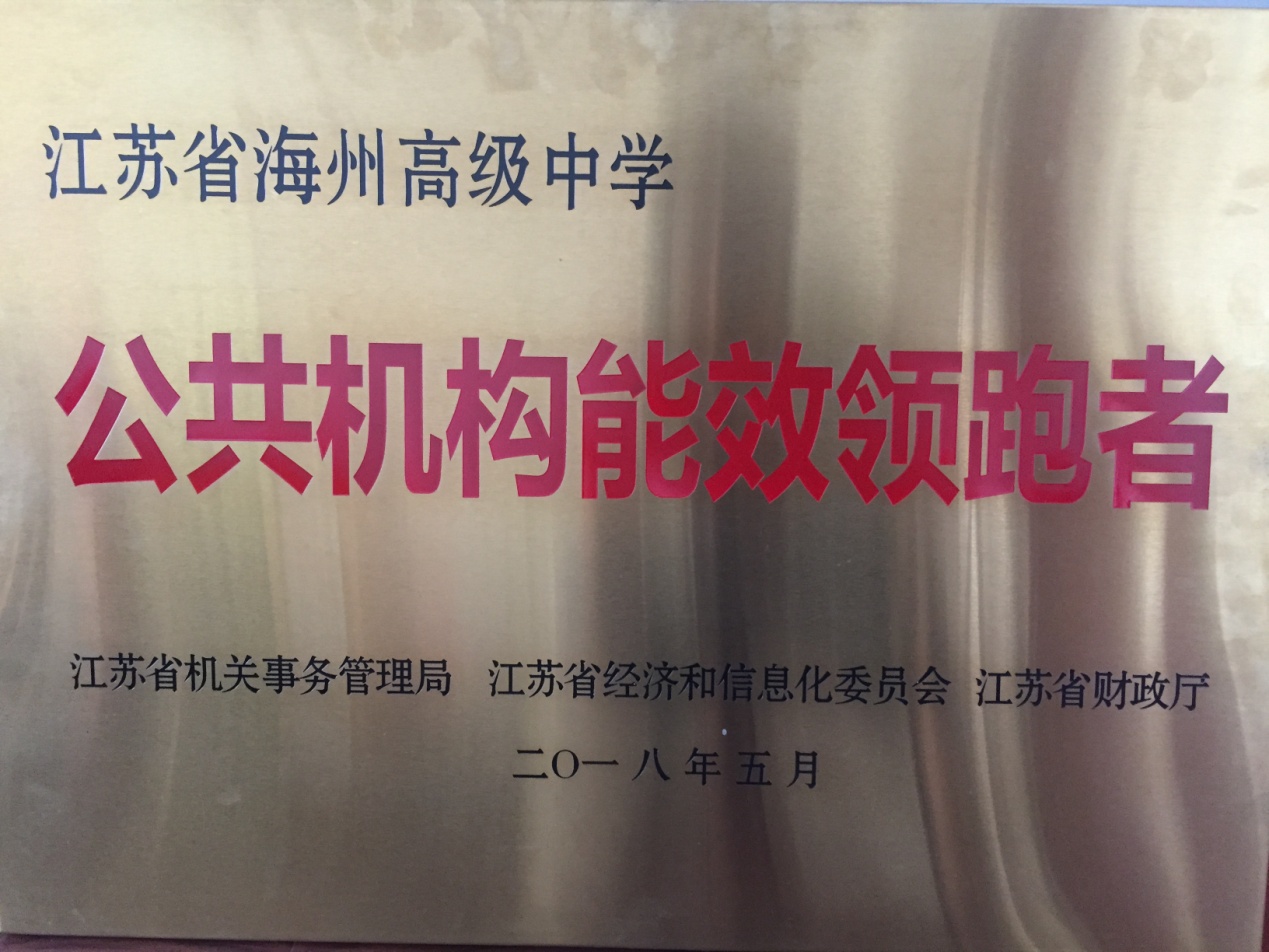 江苏省海州高级中学
公共机构能效领跑者
江苏省机关事务管理局 江苏省经济和信息化委员会 江苏省财政厅
二〇一八年五月